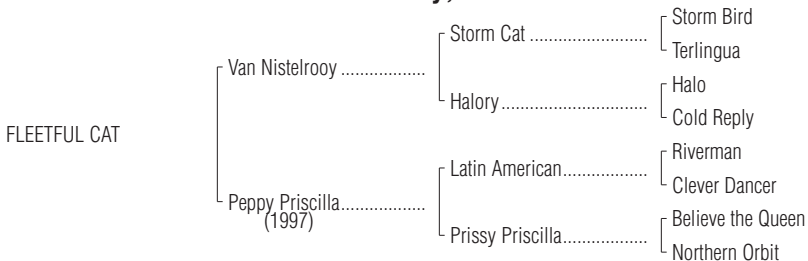 Storm Bird
Storm Cat ..............................
Terlingua
Van Nistelrooy ..................
Halo
Halory.....................................
Cold Reply
FLEETFUL CAT
Riverman
Latin American......................
Clever Dancer
Peppy Priscilla.....................
(1997)
Believe the Queen
Prissy Priscilla......................
Northern Orbit